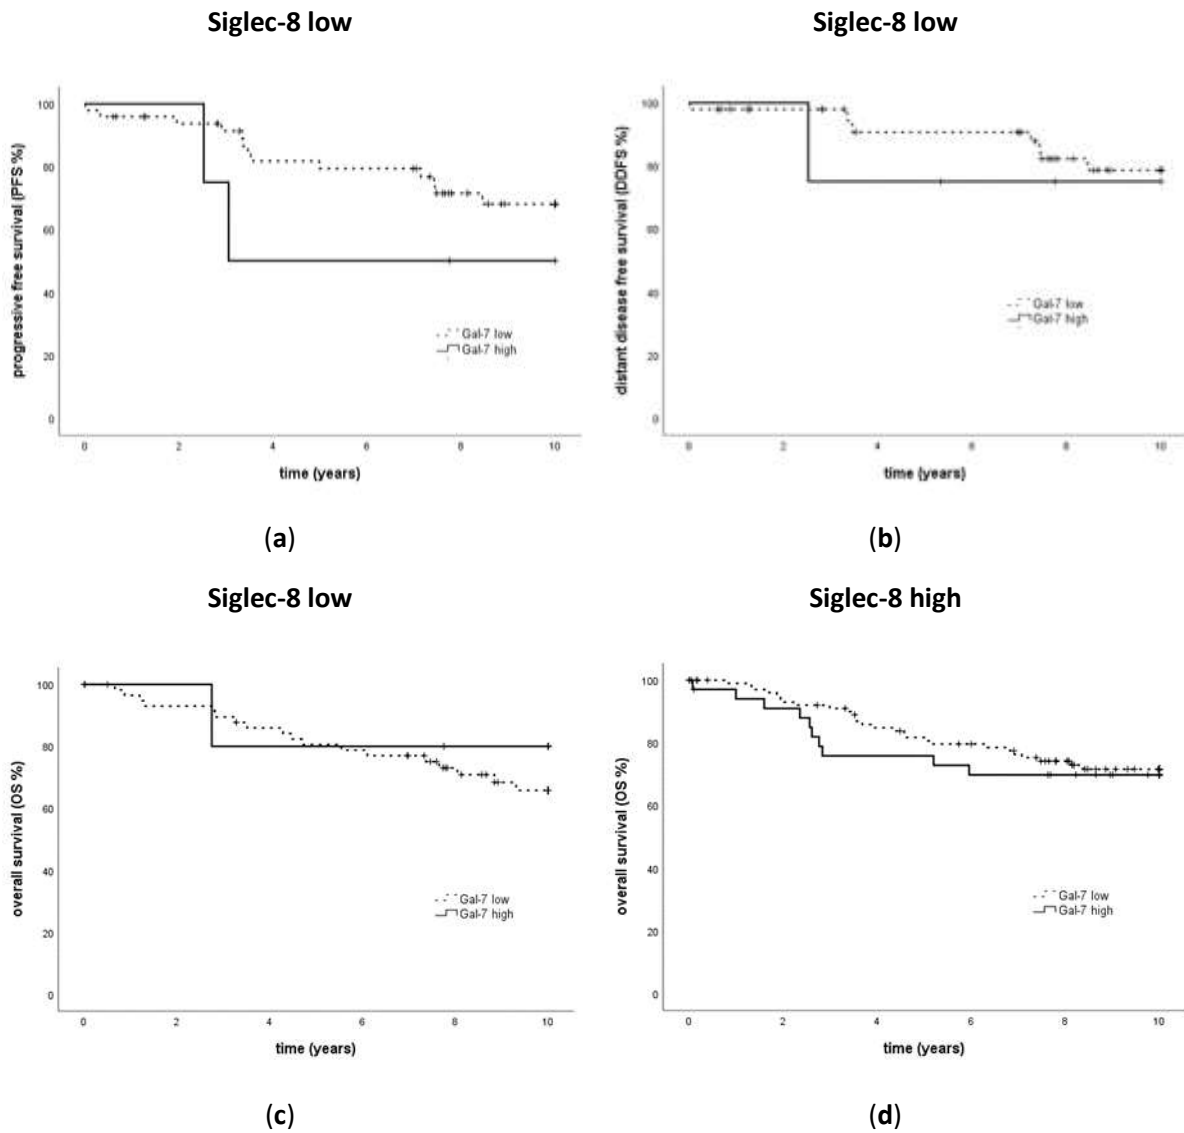 Siglec-8 low
progressive free survival (PFS %)
100
80
60
40
20
0
Gal-7 low
Gal-7 high
0 2 4 6 8 10
time (years)
(a)
Siglec-8 low
distant disease free survival (DDFS %)
100
80
60
40
20
0
Gal-7 low
Gal-7 high
0 2 4 6 8 10
time (years)
(b)
Siglec-8 low
overall survival (OS %)
100
80
60
40
20
0
Gal-7 low
Gal-7 high
0 2 4 6 8 10
time (years)
(c)
Siglec-8 high
overall survival (OS %)
100
80
60
40
20
0
Gal-7 low
Gal-7 high
0 2 4 6 8 10
time (years)
(d)